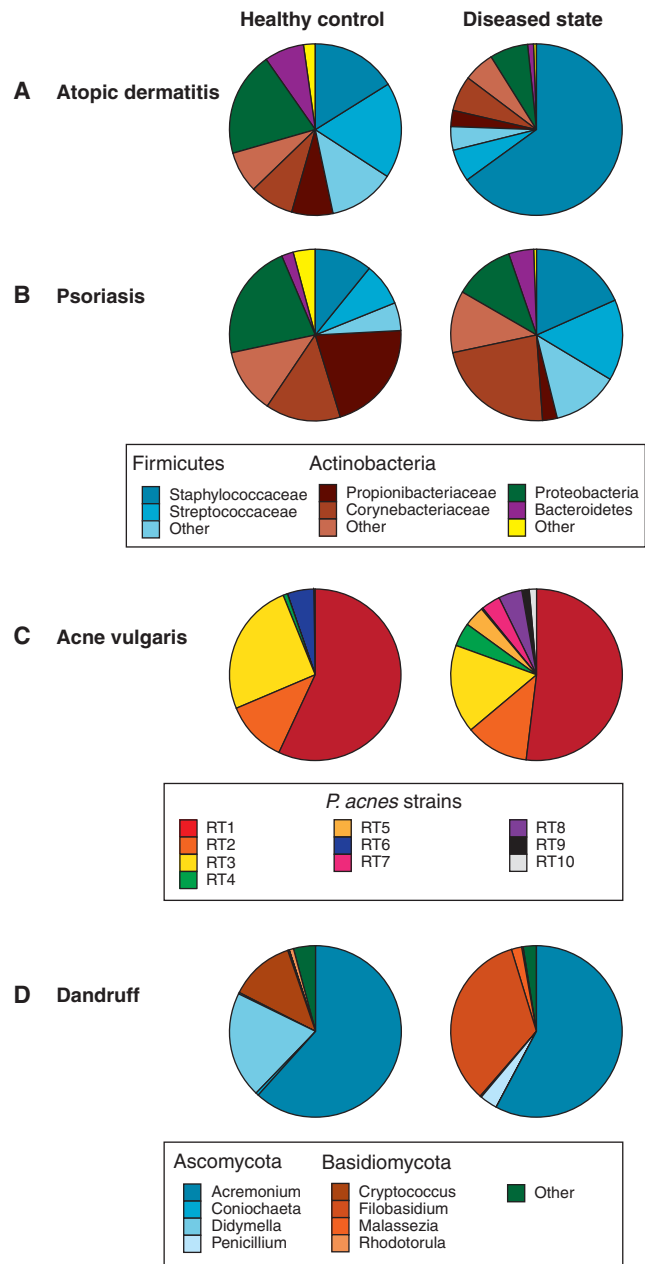 Healthy control Diseased state
A Atopic dermatitis
B Psoriasis
Firmicutes Actinobacteria
Staphylococcaceae Propionibacteriaceae Proteobacteria
Streptococcaceae Corynebacteriaceae Bacteroidetes
Other Other Other
C Acne vulgaris
P. acnes strains
RT1 RT5 RT8
RT2 RT6 RT9
RT3 RT7 RT10
RT4
D Dandruff
Ascomycota Basidiomycota
Acremonium Cryptococcus Other
Coniochaeta Filobasidium
Didymella Malassezia
Penicillium Rhodotorula